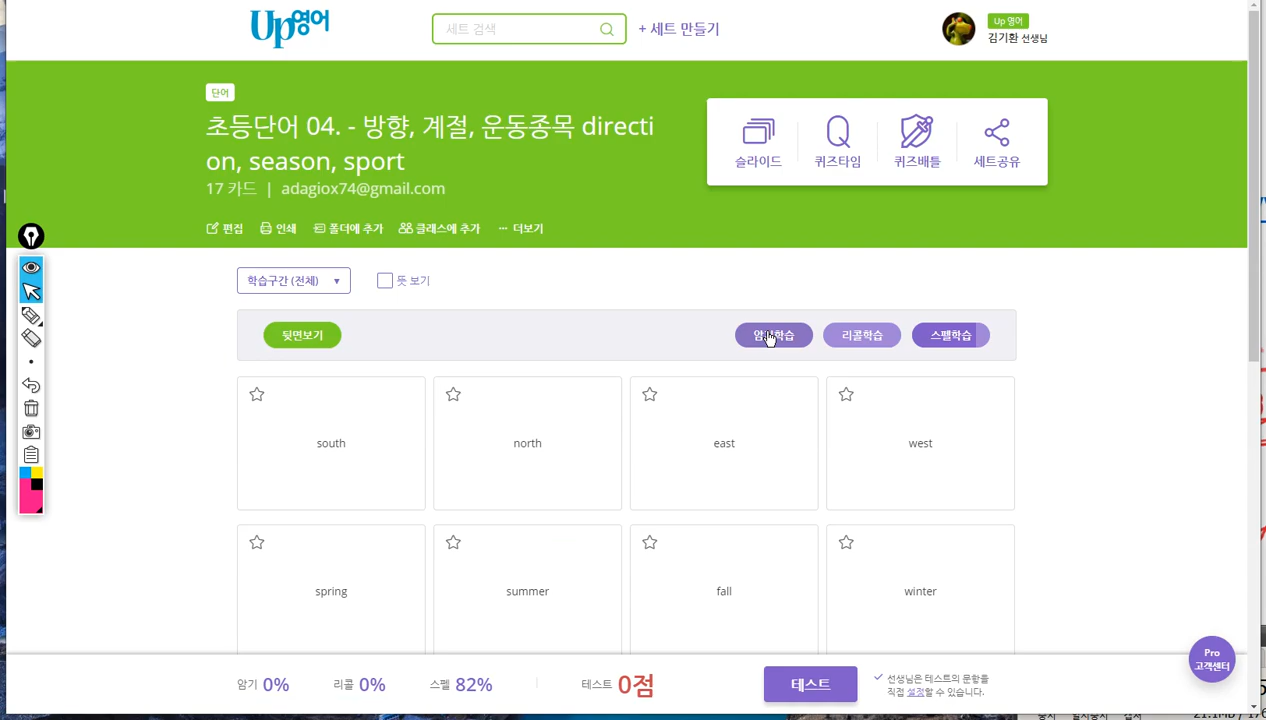 Up영어
세트 검색
+ 세트 만들기
Up 영어
김기환 선생님
단어
초등단어 04. - 방향, 계절, 운동종목 directi
on, season, sport
17 카드 | adagiox74@gmail.com
슬라이드
퀴즈타임
퀴즈배틀
세트공유
편집
인쇄
폴더에 추가
클래스에 추가
··· 더보기
학습구간 (전체) ▼
뜻 보기
뒷면보기
리콜학습
스펠학습
south
north
east
west
spring
summer
fall
winter
암기 0%
리콜 0%
스펠 82%
테스트 0점
테스트
선생님은 테스트의 문항을
직접 설정할 수 있습니다.
Pro
고객센터